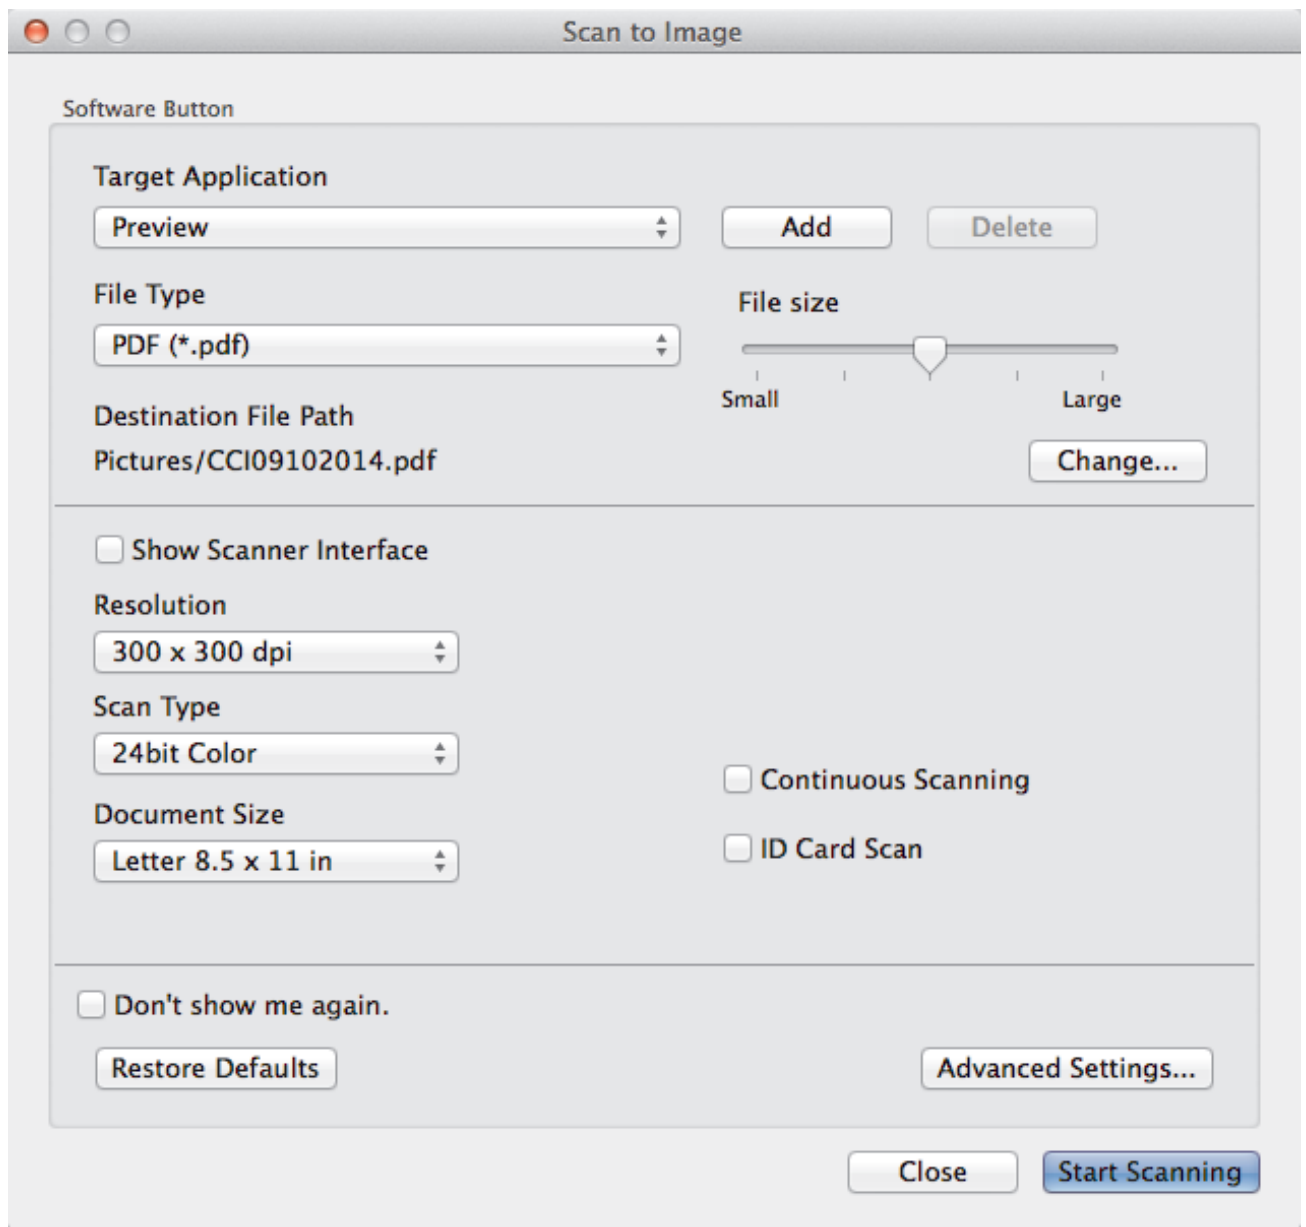 Scan to Image
Software Button
Target Application
Preview
Add
Delete
File Type
File size
PDF (*.pdf)
Small
Large
Destination File Path
Pictures/CCI09102014.pdf
Change...
Show Scanner Interface
Resolution
300 x 300 dpi
Scan Type
24bit Color
Continuous Scanning
Document Size
Letter 8.5 x 11 in
ID Card Scan
Don't show me again.
Restore Defaults
Advanced Settings...
Close
Start Scanning